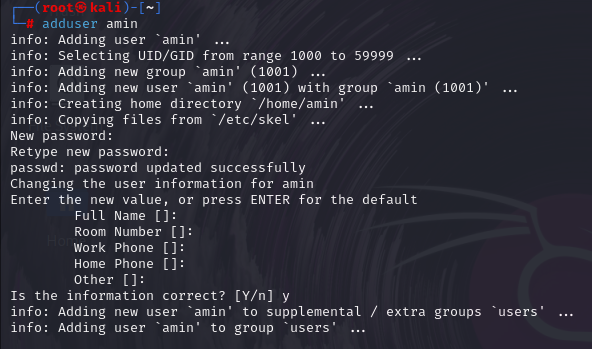 ┌──(root㉿kali)-[~]
└─# adduser amin
info: Adding user `amin' ...
info: Selecting UID/GID from range 1000 to 59999 ...
info: Adding new group `amin' (1001) ...
info: Adding new user `amin' (1001) with group `amin (1001)' ...
info: Creating home directory `/home/amin' ...
info: Copying files from `/etc/skel' ...
New password:
Retype new password:
passwd: password updated successfully
Changing the user information for amin
Enter the new value, or press ENTER for the default
        Full Name []:
        Room Number []:
        Work Phone []:
        Home Phone []:
        Other []:
Is the information correct? [Y/n] y
info: Adding new user `amin' to supplemental / extra groups `users' ...
info: Adding user `amin' to group `users' ...